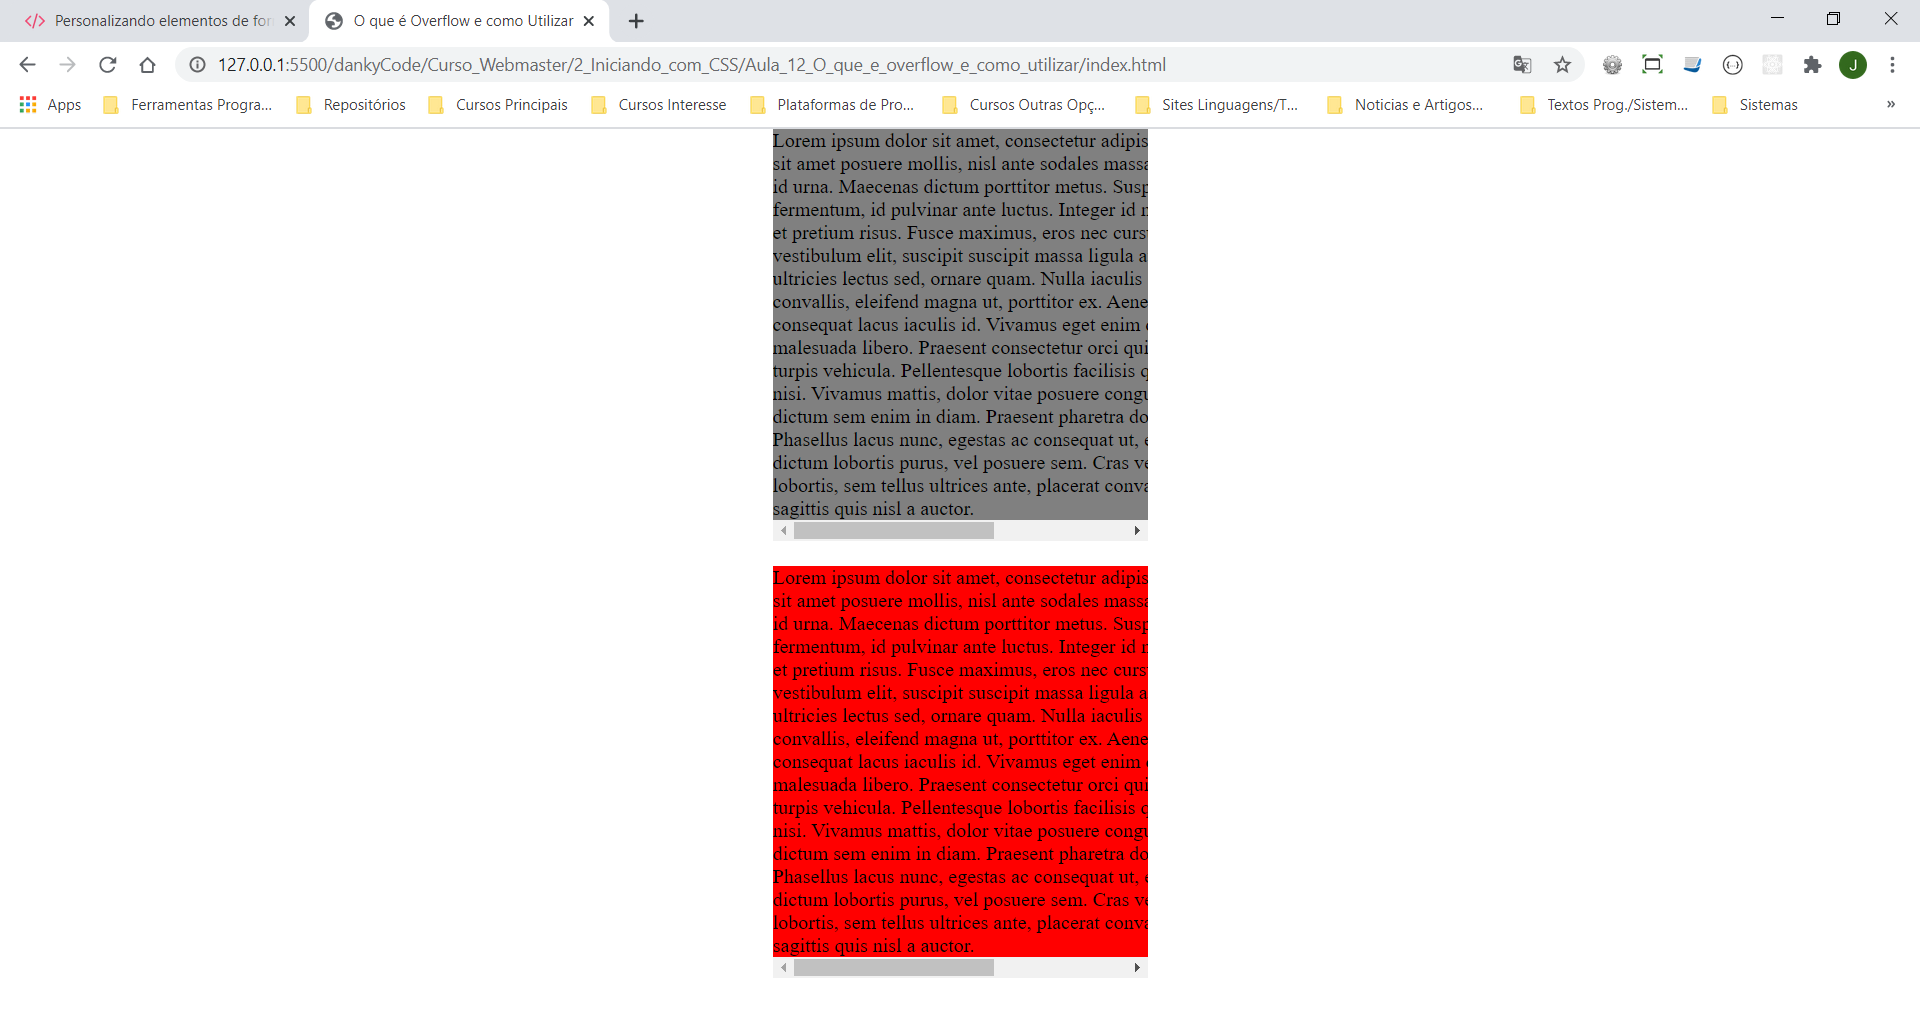 Personalizando elementos de for
O que é Overflow e como Utilizar
127.0.0.1:5500/dankyCode/Curso_Webmaster/2_Iniciando_com_CSS/Aula_12_O_que_e_overflow_e_como_utilizar/index.html
J
Apps
Ferramentas Progra...
Repositórios
Cursos Principais
Cursos Interesse
Plataformas de Pro...
Cursos Outras Opç...
Sites Linguagens/T...
Noticias e Artigos...
Textos Prog./Sistem...
Sistemas
»
Lorem ipsum dolor sit amet, consectetur adipis
sit amet posuere mollis, nisl ante sodales massa
id urna. Maecenas dictum porttitor metus. Susp
fermentum, id pulvinar ante luctus. Integer id
et pretium risus. Fusce maximus, eros nec curs
vestibulum elit, suscipit suscipit massa ligula a
ultricies lectus sed, ornare quam. Nulla iaculis
convallis, eleifend magna ut, porttitor ex. Aene
consequat lacus iaculis id. Vivamus eget enim
malesuada libero. Praesent consectetur orci qui
turpis vehicula. Pellentesque lobortis facilisis q
nisi. Vivamus mattis, dolor vitae posuere congu
dictum sem enim in diam. Praesent pharetra do
Phasellus lacus nunc, egestas ac consequat ut,
dictum lobortis purus, vel posuere sem. Cras ve
lobortis, sem tellus ultrices ante, placerat conva
sagittis quis nisl a auctor.
Lorem ipsum dolor sit amet, consectetur adipis
sit amet posuere mollis, nisl ante sodales massa
id urna. Maecenas dictum porttitor metus. Susp
fermentum, id pulvinar ante luctus. Integer id
et pretium risus. Fusce maximus, eros nec curs
vestibulum elit, suscipit suscipit massa ligula a
ultricies lectus sed, ornare quam. Nulla iaculis
convallis, eleifend magna ut, porttitor ex. Aene
consequat lacus iaculis id. Vivamus eget enim
malesuada libero. Praesent consectetur orci qui
turpis vehicula. Pellentesque lobortis facilisis q
nisi. Vivamus mattis, dolor vitae posuere congu
dictum sem enim in diam. Praesent pharetra do
Phasellus lacus nunc, egestas ac consequat ut,
dictum lobortis purus, vel posuere sem. Cras ve
lobortis, sem tellus ultrices ante, placerat conva
sagittis quis nisl a auctor.